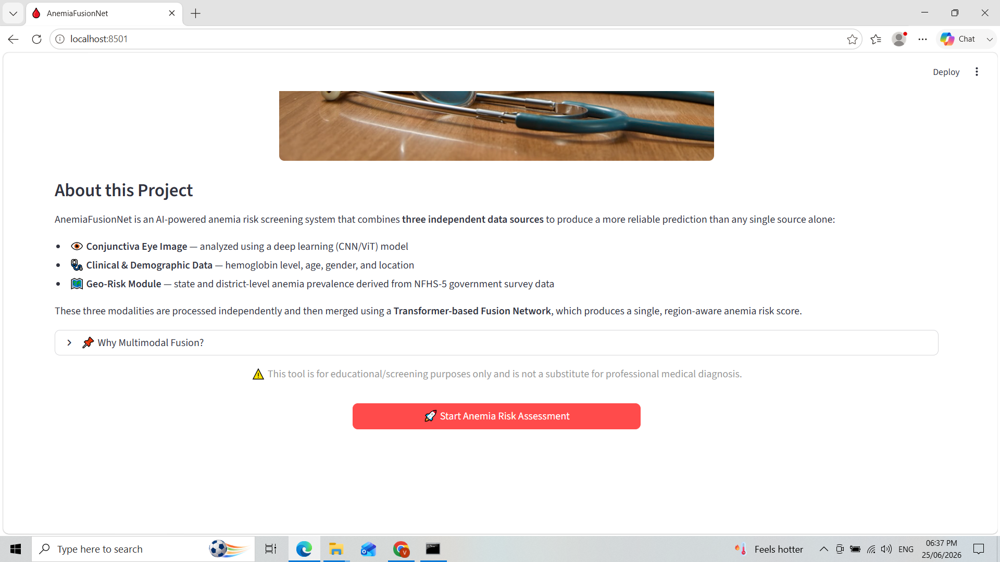 AnemiaFusionNet
localhost:8501
Chat
Deploy
About this Project
AnemiaFusionNet is an AI-powered anemia risk screening system that combines three independent data sources to produce a more reliable prediction than any single source alone:
• 👁️ Conjunctiva Eye Image — analyzed using a deep learning (CNN/ViT) model
• 🩺 Clinical & Demographic Data — hemoglobin level, age, gender, and location
• 🗺️ Geo-Risk Module — state and district-level anemia prevalence derived from NFHS-5 government survey data
These three modalities are processed independently and then merged using a Transformer-based Fusion Network, which produces a single, region-aware anemia risk score.
📌 Why Multimodal Fusion?
⚠️ This tool is for educational/screening purposes only and is not a substitute for professional medical diagnosis.
🚀 Start Anemia Risk Assessment
Type here to search
Feels hotter
ENG
06:37 PM
25/06/2026